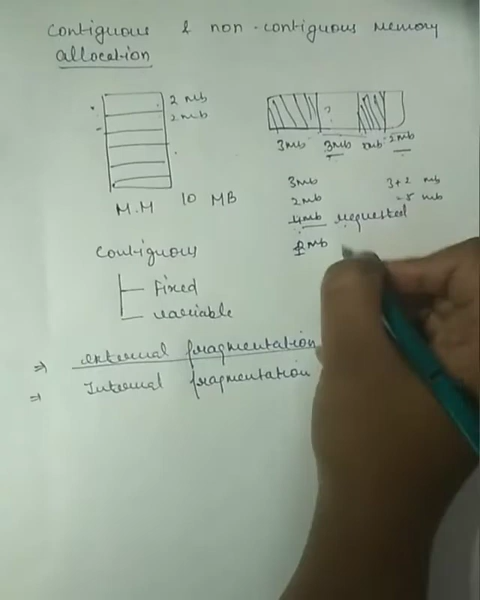 Contiguous & non-contiguous memory
allocation
2 mb
2 mb
M.M 10 MB
3mb 3mb 2mb
3mb 3+2 mb
2mb =5 mb
4mb requested
Contiguous
Fixed
variable
⇒ external fragmentation
⇒ Internal fragmentation